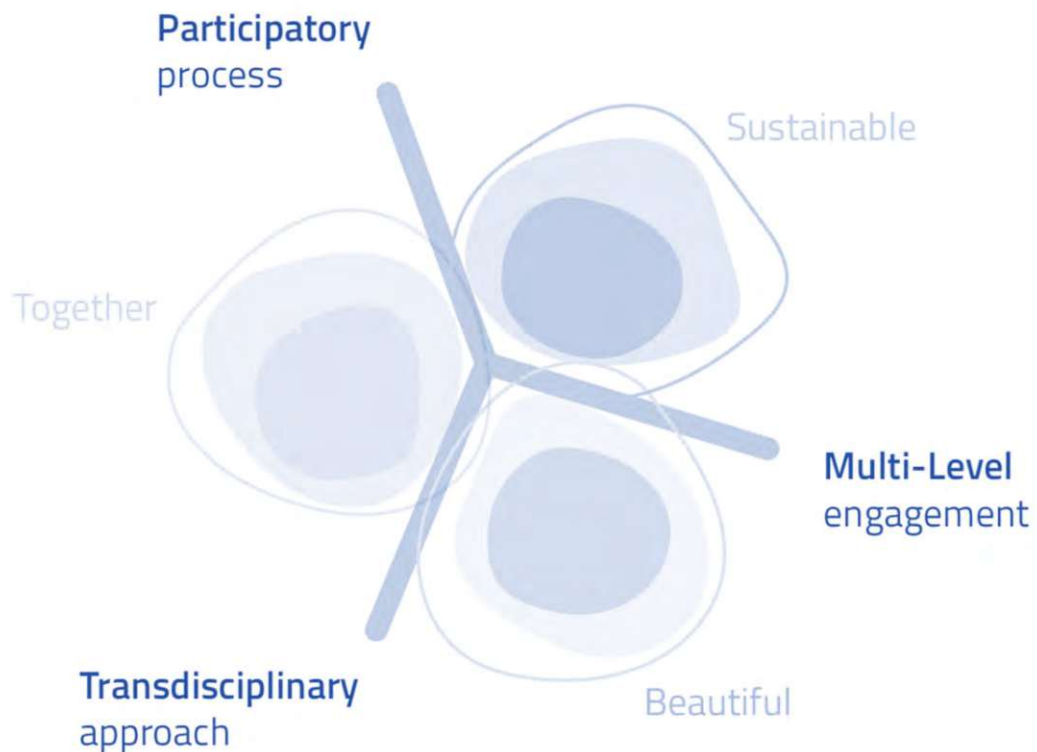 Participatory
process
Sustainable
Together
Multi-Level
engagement
Transdisciplinary
approach
Beautiful